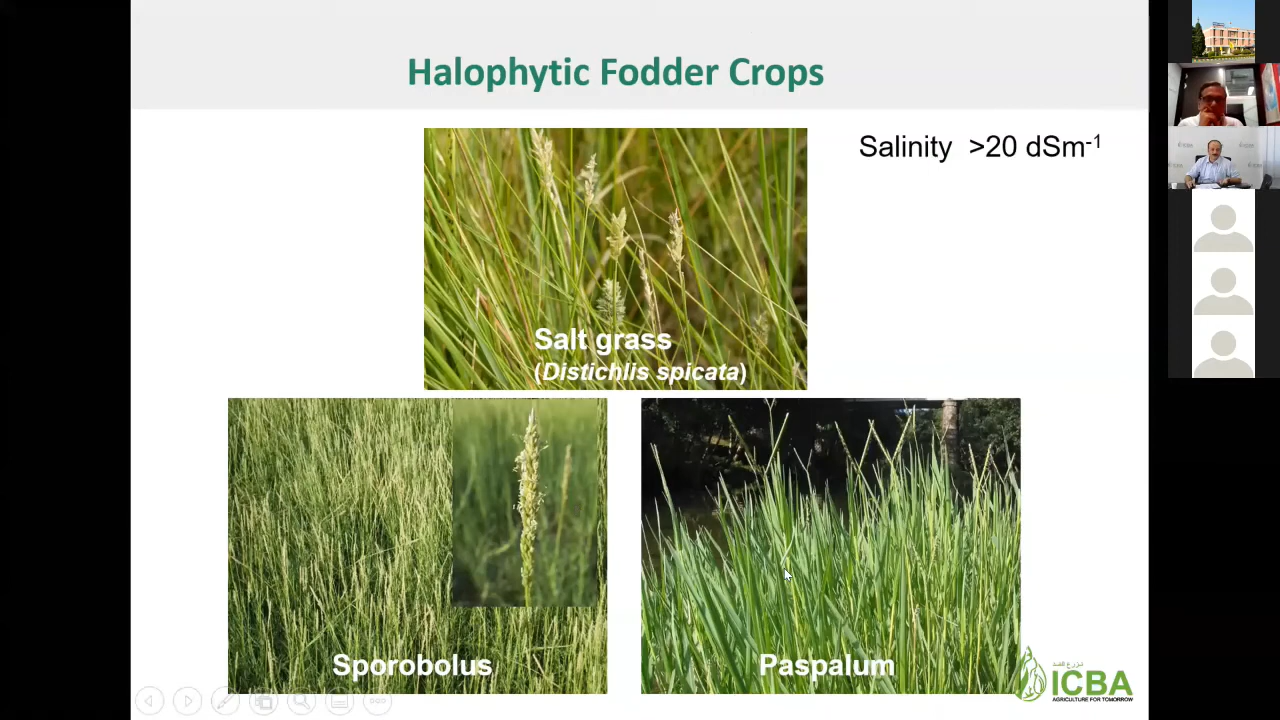 Halophytic Fodder Crops
Salinity >20 dSm-1
Salt grass
(Distichlis spicata)
Sporobolus
Paspalum
ICBA
AGRICULTURE FOR TOMORROW